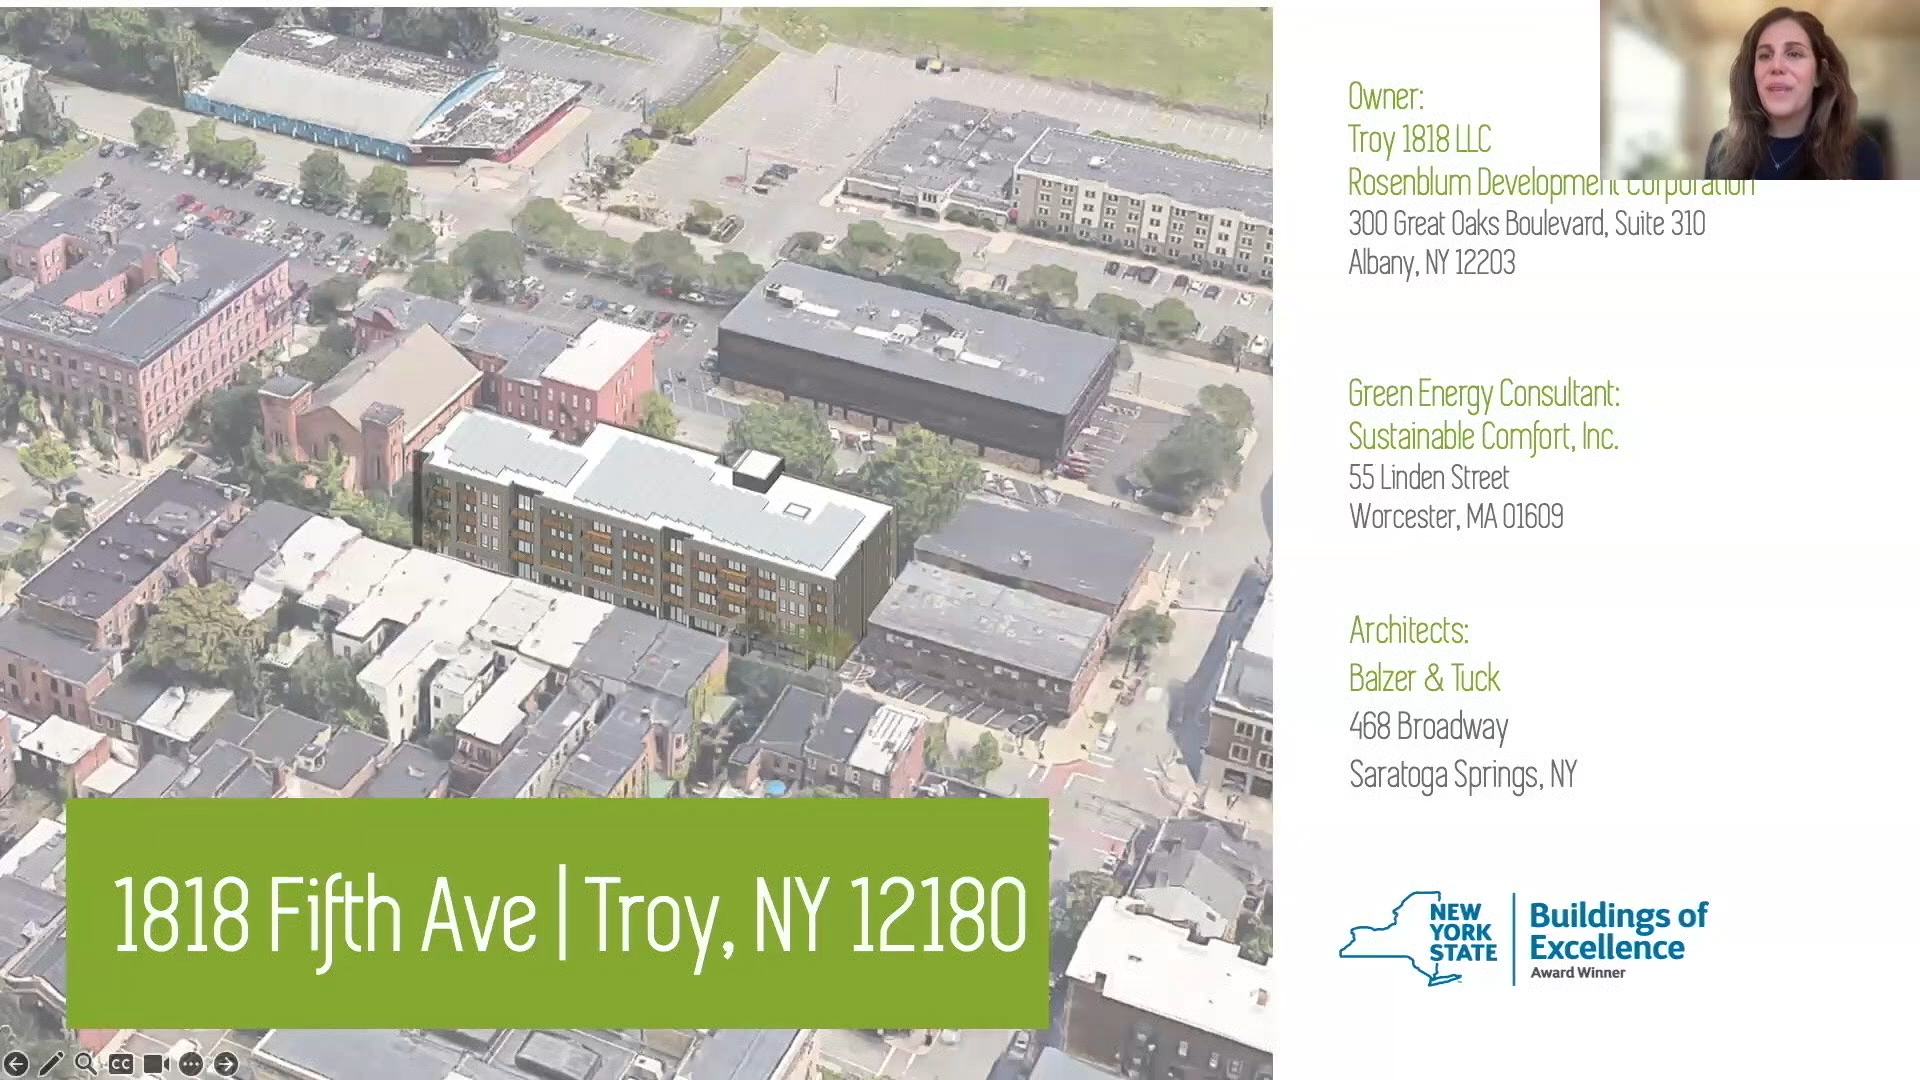 Owner:
Troy 1818 LLC
Rosenblum Development Corporation
300 Great Oaks Boulevard, Suite 310
Albany, NY 12203
Green Energy Consultant:
Sustainable Comfort, Inc.
55 Linden Street
Worcester, MA 01609
Architects:
Balzer & Tuck
468 Broadway
Saratoga Springs, NY
1818 Fifth Ave | Troy, NY 12180
NEW
YORK
STATE
Buildings of
Excellence
Award Winner
CC